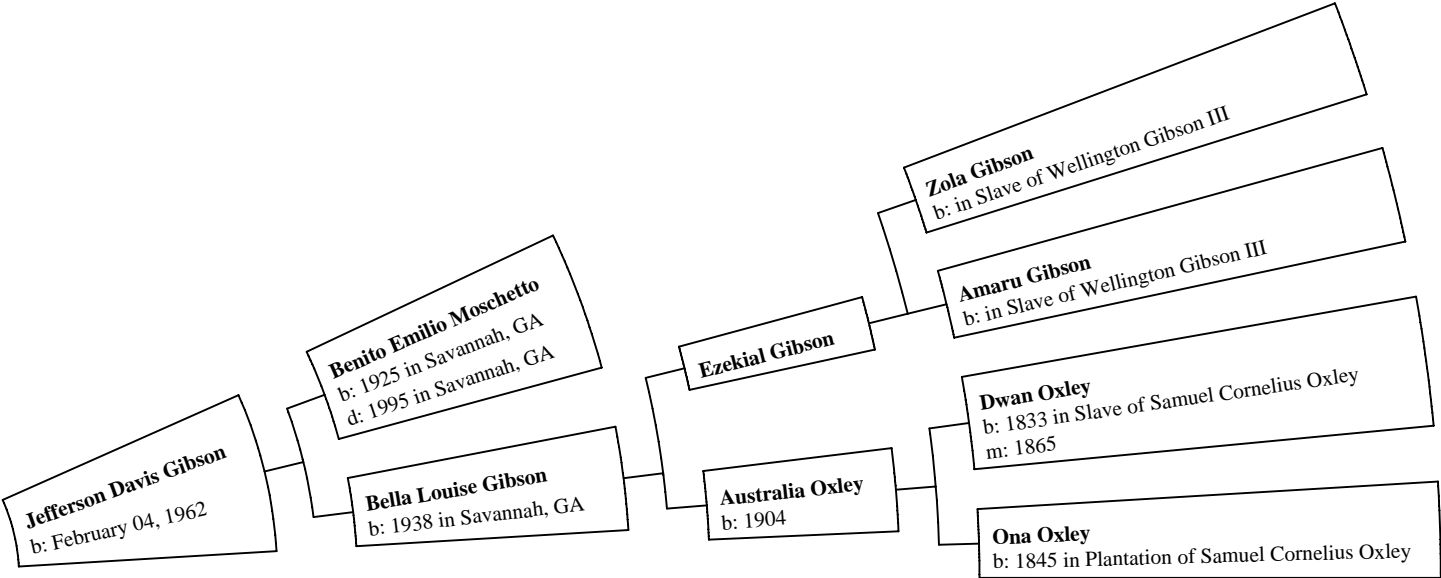 Jefferson Davis Gibson
b: February 04, 1962
Benito Emilio Moschetto
b: 1925 in Savannah, GA
d: 1995 in Savannah, GA
Bella Louise Gibson
b: 1938 in Savannah, GA
Ezekial Gibson
Australia Oxley
b: 1904
Zola Gibson
b: in Slave of Wellington Gibson III
Amaru Gibson
b: in Slave of Wellington Gibson III
Dwan Oxley
b: 1833 in Slave of Samuel Cornelius Oxley
m: 1865
Ona Oxley
b: 1845 in Plantation of Samuel Cornelius Oxley